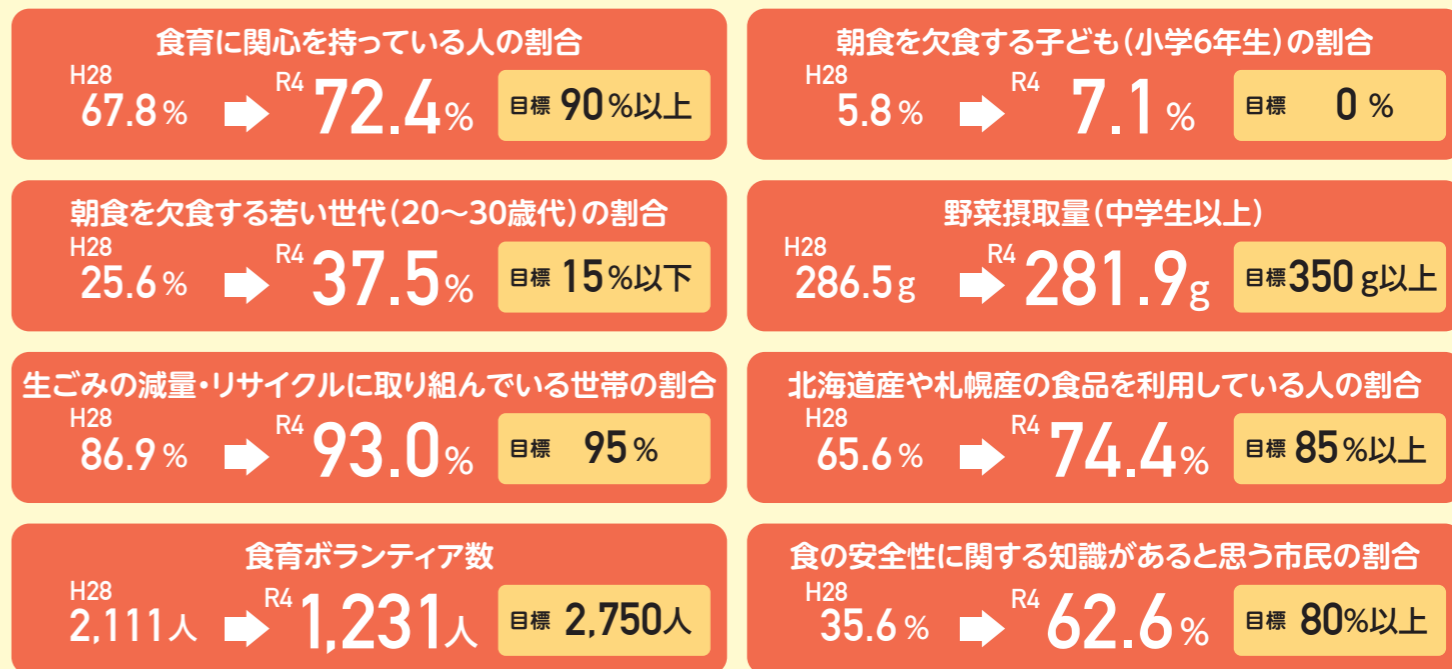 食育に関心を持っている人の割合
H28 67.8% R4 72.4% 目標 90%以上
朝食を欠食する子ども(小学6年生)の割合
H28 5.8% R4 7.1% 目標 0%
朝食を欠食する若い世代(20〜30歳代)の割合
H28 25.6% R4 37.5% 目標 15%以下
野菜摂取量(中学生以上)
H28 286.5g R4 281.9g 目標 350g以上
生ごみの減量・リサイクルに取り組んでいる世帯の割合
H28 86.9% R4 93.0% 目標 95%
北海道産や札幌産の食品を利用している人の割合
H28 65.6% R4 74.4% 目標 85%以上
食育ボランティア数
H28 2,111人 R4 1,231人 目標 2,750人
食の安全性に関する知識があると思う市民の割合
H28 35.6% R4 62.6% 目標 80%以上